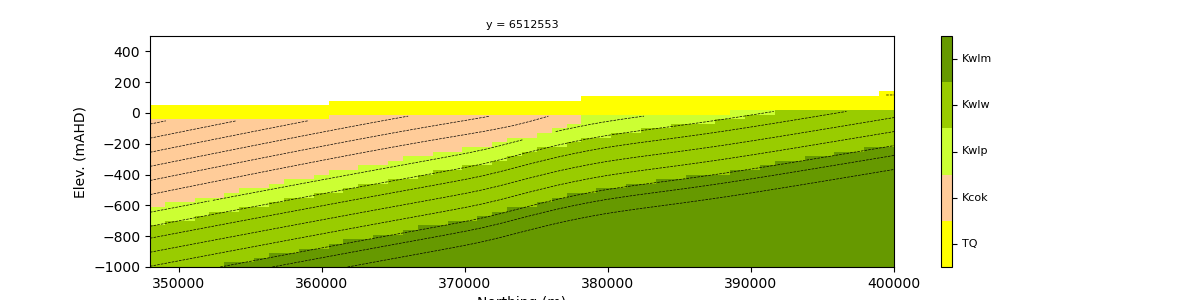 y = 6512553
400
200
0
−200
−400
−600
−800
−1000
Elev. (mAHD)
350000 360000 370000 380000 390000 400000
Northing (m)
Kwlm
Kwlw
Kwlp
Kcok
TQ